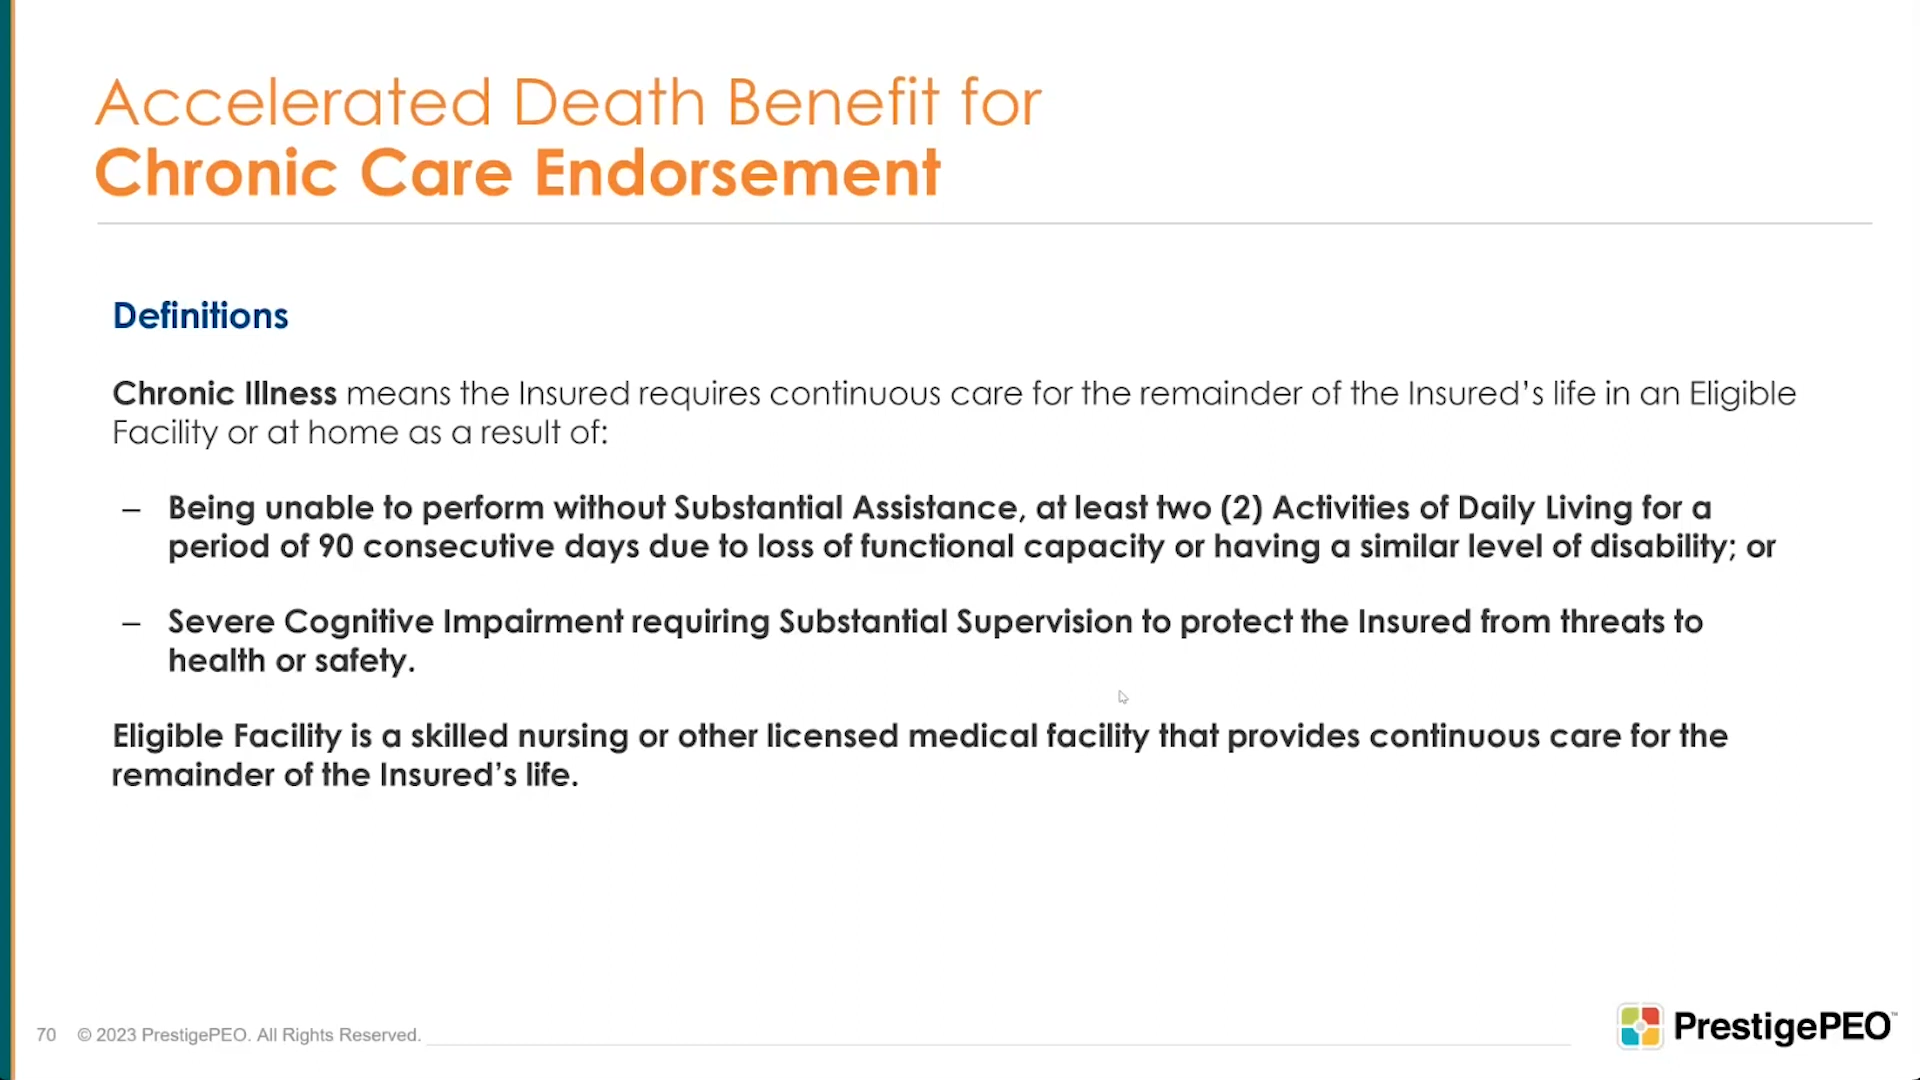 Accelerated Death Benefit for
Chronic Care Endorsement
Definitions
Chronic Illness means the Insured requires continuous care for the remainder of the Insured’s life in an Eligible
Facility or at home as a result of:
– Being unable to perform without Substantial Assistance, at least two (2) Activities of Daily Living for a
period of 90 consecutive days due to loss of functional capacity or having a similar level of disability; or
– Severe Cognitive Impairment requiring Substantial Supervision to protect the Insured from threats to
health or safety.
Eligible Facility is a skilled nursing or other licensed medical facility that provides continuous care for the
remainder of the Insured’s life.
70 © 2023 PrestigePEO. All Rights Reserved.
PrestigePEO™